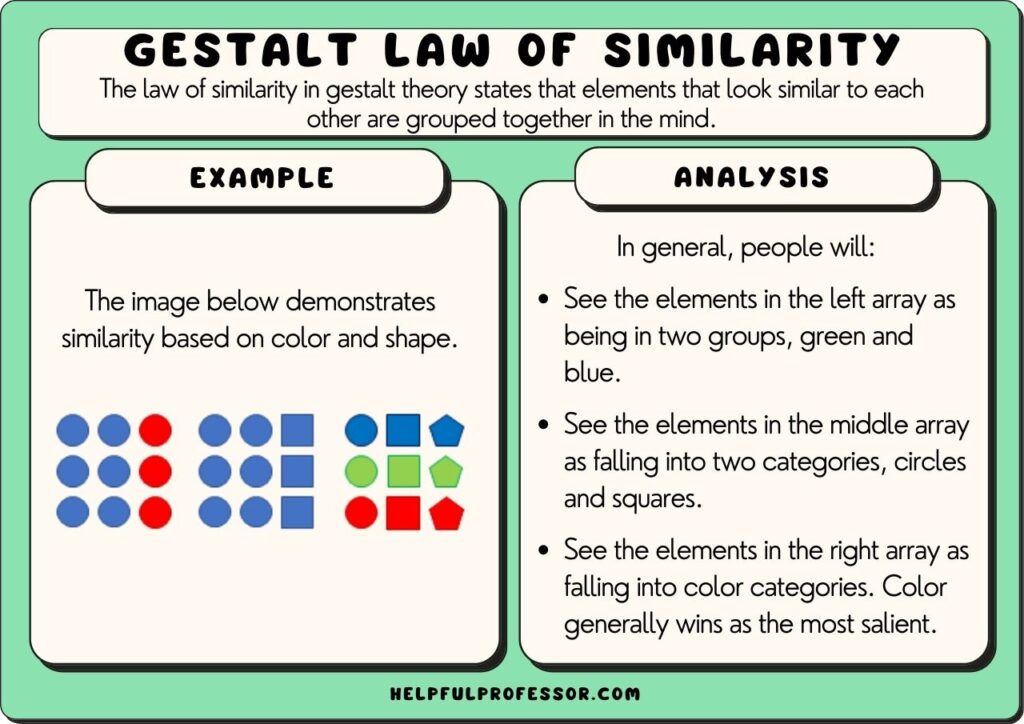 GESTALT LAW OF SIMILARITY
The law of similarity in gestalt theory states that elements that look similar to each
other are grouped together in the mind.
EXAMPLE
The image below demonstrates
similarity based on color and shape.
ANALYSIS
In general, people will:
• See the elements in the left array as
being in two groups, green and
blue.
• See the elements in the middle array
as falling into two categories, circles
and squares.
• See the elements in the right array as
falling into color categories. Color
generally wins as the most salient.
HELPFULPROFESSOR.COM